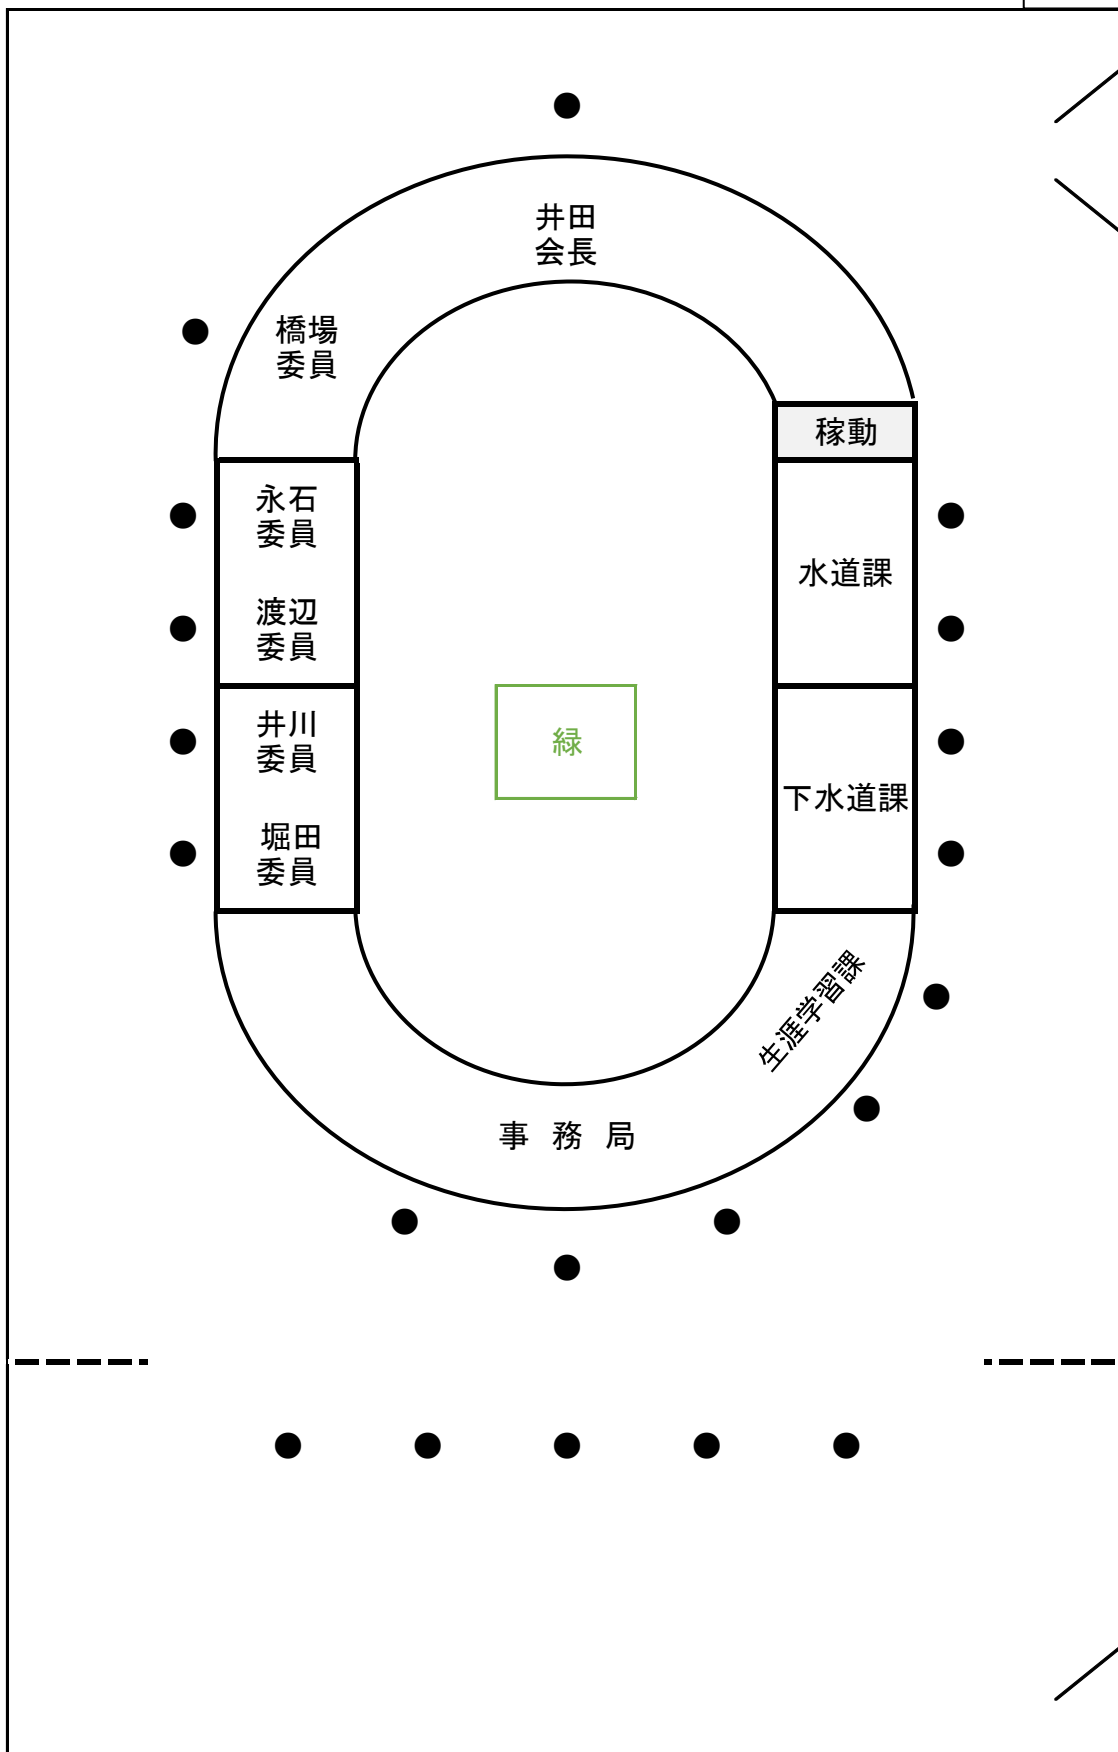 井田
会長
橋場
委員
稼動
永石
委員
水道課
渡辺
委員
井川
委員
緑
下水道課
堀田
委員
生涯学習課
事 務 局